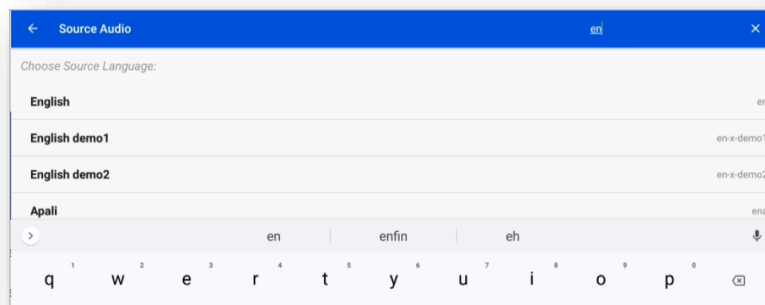 ← Source Audio en ×
Choose Source Language:
English en
English demo1 en-x-demo1
English demo2 en-x-demo2
Apali ena
> en enfin eh
1 2 3 4 5 6 7 8 9 0
q w e r t y u i o p